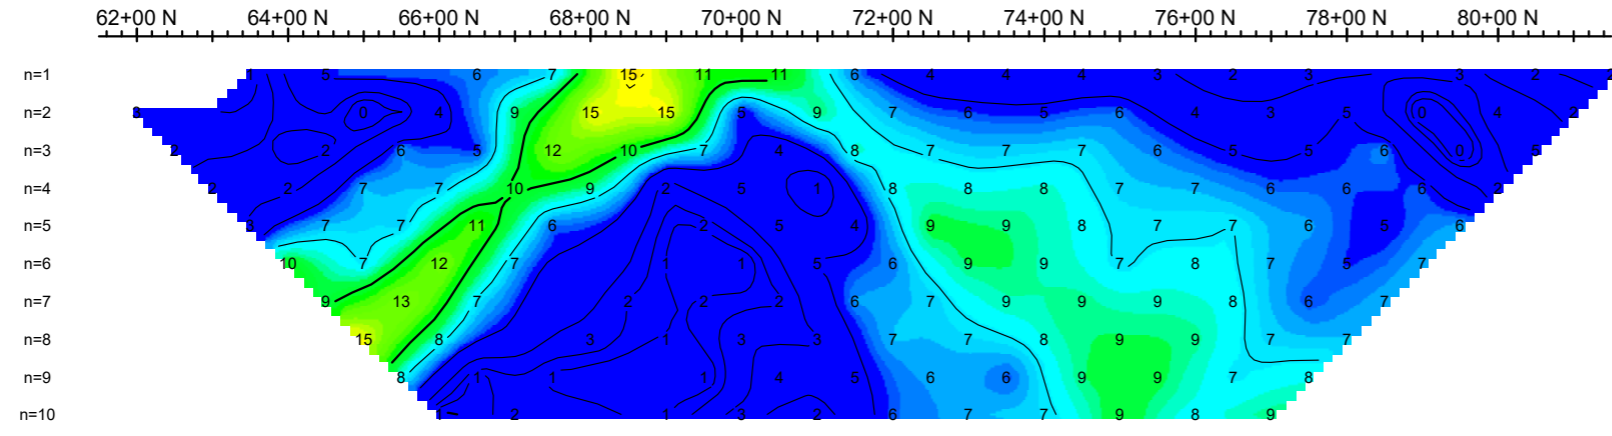 62+00 N 64+00 N 66+00 N 68+00 N 70+00 N 72+00 N 74+00 N 76+00 N 78+00 N 80+00 N
n=1 1 5 6 7 15 11 11 6 4 4 4 3 2 3 3 2 2
n=2 3 0 4 9 15 15 5 9 7 6 5 6 4 3 5 0 4 2
n=3 2 2 6 5 12 10 7 4 8 7 7 7 6 5 5 6 0 5
n=4 2 2 7 7 10 9 2 5 1 8 8 8 7 7 6 6 6 2
n=5 3 7 7 11 6 2 5 4 9 9 8 7 7 6 5 6
n=6 10 7 12 7 1 1 5 6 9 9 7 8 7 5 7
n=7 9 13 7 2 2 2 6 7 9 9 9 8 6 7
n=8 15 8 3 1 3 3 7 7 8 9 9 7 7
n=9 8 1 1 1 4 5 6 6 9 9 7 8
n=10 1 2 1 3 2 6 7 7 9 8 9